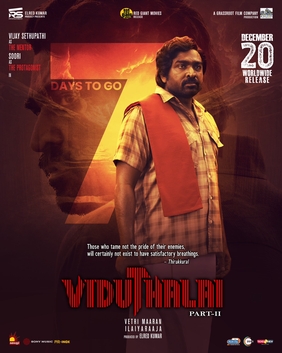 RS
ELRED KUMAR
RED GIANT MOVIES
A GRASSROOT FILM COMPANY
PRODUCTION
VIJAY SETHUPATHI
as
THE MENTOR
SOORI
as
THE PROTAGONIST
IN
DECEMBER
20
WORLDWIDE
RELEASE
7
DAYS TO GO
Those who tame not the pride of their enemies,
will certainly not exist to have satisfactory breathings.
- Thirukkural
VIDUTHALAI
PART-II
VETRI MAARAN
ILAIYARAAJA
PRODUCED BY ELRED KUMAR